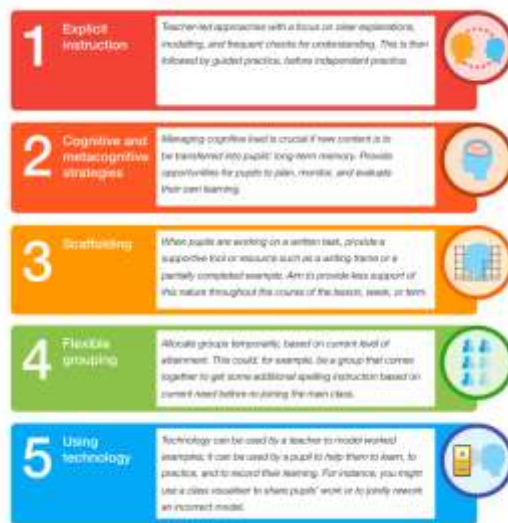 1
Explicit
instruction
Teacher-led approaches with a focus on clear explanations,
modelling, and frequent checks for understanding. This is then
followed by guided practice, before independent practice.
2
Cognitive and
metacognitive
strategies
Managing cognitive load is crucial if new content is to
be transferred into pupils' long-term memory. Provide
opportunities for pupils to plan, monitor, and evaluate
their own learning.
3
Scaffolding
When pupils are working on a written task, provide a
supportive tool or resource such as a writing frame or a
partially completed example. Aim to provide less support of
this nature throughout the course of the lesson, week, or term.
4
Flexible
grouping
Allocate groups temporarily, based on current level of
attainment. This could, for example, be a group that comes
together to get some additional spelling instruction based on
current need before re-joining the main class.
5
Using
technology
Technology can be used by a teacher to model worked
examples; it can be used by a pupil to help them to learn, to
practice, and to record their learning. For instance, you might
use a class visualiser to share pupils' work or to jointly rework
an incorrect model.